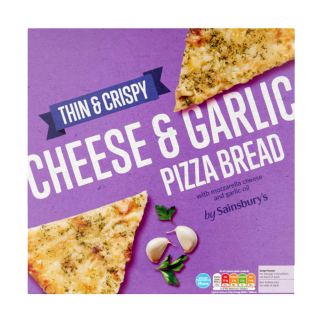 THIN & CRISPY
CHEESE & GARLIC
PIZZA BREAD
with mozzarella cheese
and garlic oil
by Sainsbury's